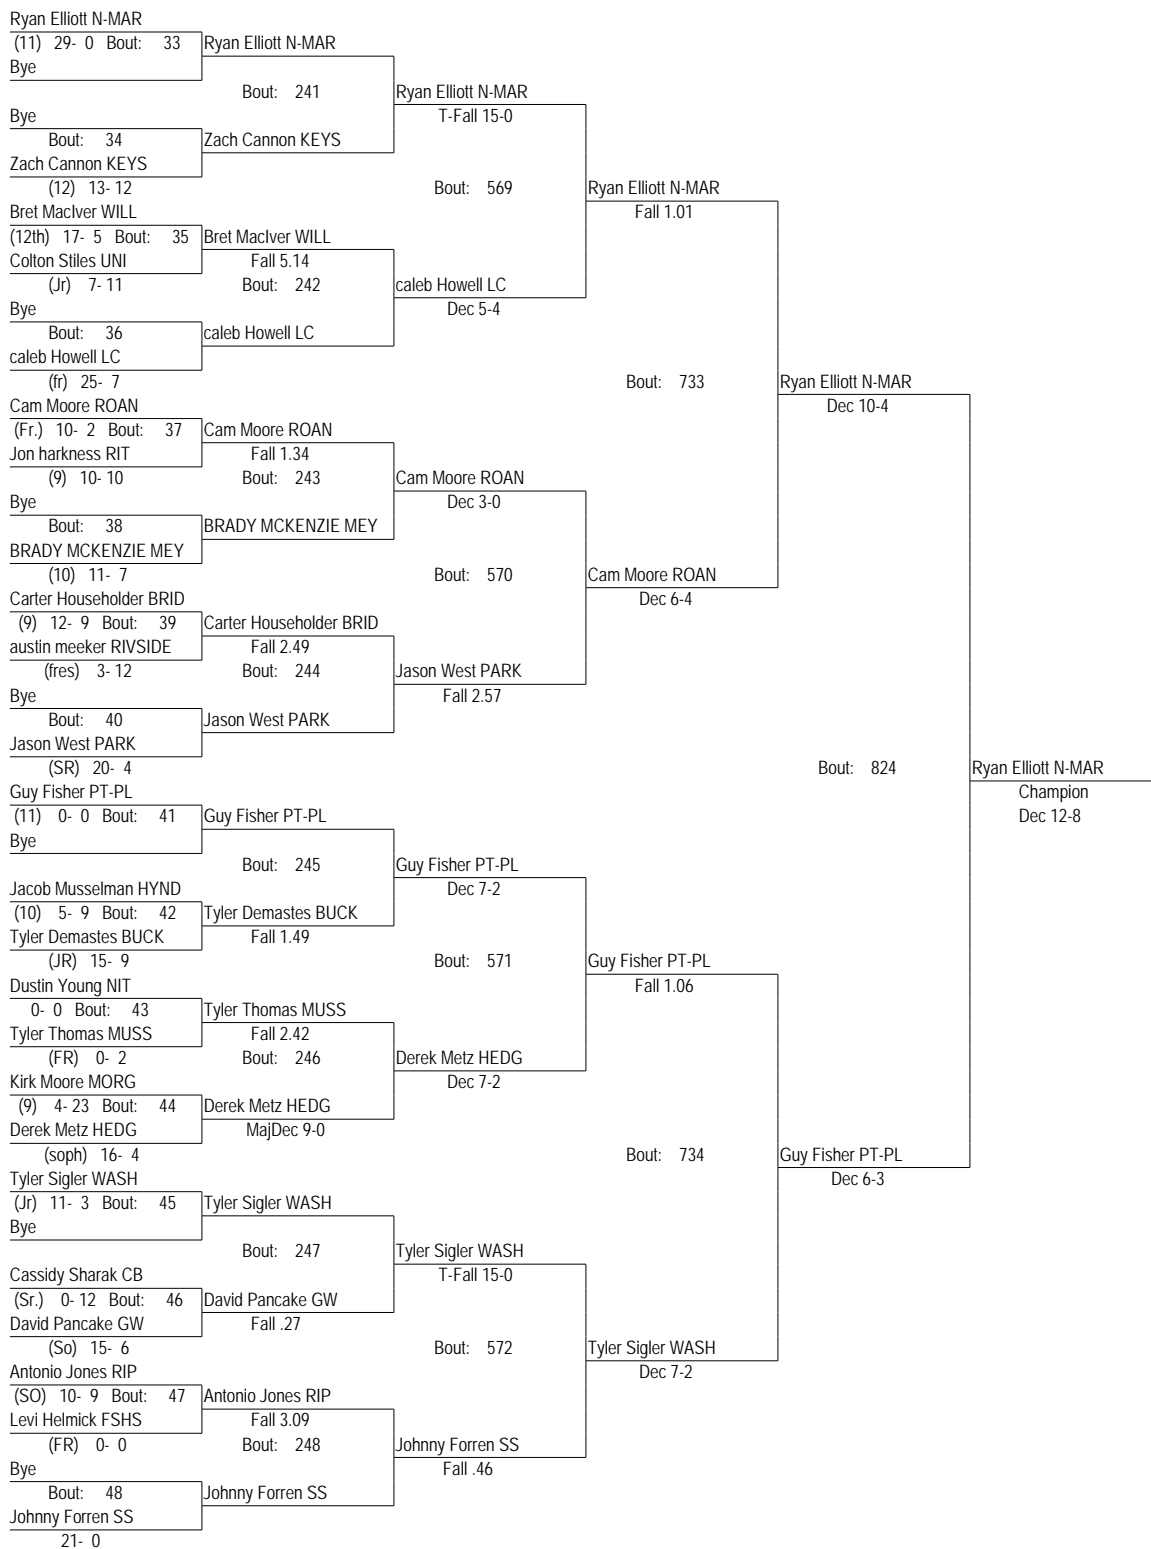 Ryan Elliott N-MAR
(11) 29- 0 Bout: 33 Ryan Elliott N-MAR
Bye
Bout: 241 Ryan Elliott N-MAR
Bye T-Fall 15-0
Bout: 34 Zach Cannon KEYS
Zach Cannon KEYS
(12) 13- 12 Bout: 569 Ryan Elliott N-MAR
Bret MacIver WILL Fall 1.01
(12th) 17- 5 Bout: 35 Bret MacIver WILL
Colton Stiles UNI Fall 5.14
(Jr) 7- 11 Bout: 242 caleb Howell LC
Bye Dec 5-4
Bout: 36 caleb Howell LC
caleb Howell LC
(fr) 25- 7 Bout: 733 Ryan Elliott N-MAR
Cam Moore ROAN Dec 10-4
(Fr.) 10- 2 Bout: 37 Cam Moore ROAN
Jon harkness RIT Fall 1.34
(9) 10- 10 Bout: 243 Cam Moore ROAN
Bye Dec 3-0
Bout: 38 BRADY MCKENZIE MEY
BRADY MCKENZIE MEY
(10) 11- 7 Bout: 570 Cam Moore ROAN
Carter Householder BRID Dec 6-4
(9) 12- 9 Bout: 39 Carter Householder BRID
austin meeker RIVSIDE Fall 2.49
(fres) 3- 12 Bout: 244 Jason West PARK
Bye Fall 2.57
Bout: 40 Jason West PARK
Jason West PARK
(SR) 20- 4 Bout: 824 Ryan Elliott N-MAR
Guy Fisher PT-PL Champion
(11) 0- 0 Bout: 41 Guy Fisher PT-PL Dec 12-8
Bye
Bout: 245 Guy Fisher PT-PL
Jacob Musselman HYND Dec 7-2
(10) 5- 9 Bout: 42 Tyler Demastes BUCK
Tyler Demastes BUCK Fall 1.49
(JR) 15- 9 Bout: 571 Guy Fisher PT-PL
Dustin Young NIT Fall 1.06
0- 0 Bout: 43 Tyler Thomas MUSS
Tyler Thomas MUSS Fall 2.42
(FR) 0- 2 Bout: 246 Derek Metz HEDG
Kirk Moore MORG Dec 7-2
(9) 4- 23 Bout: 44 Derek Metz HEDG
Derek Metz HEDG MajDec 9-0
(soph) 16- 4 Bout: 734 Guy Fisher PT-PL
Tyler Sigler WASH Dec 6-3
(Jr) 11- 3 Bout: 45 Tyler Sigler WASH
Bye
Bout: 247 Tyler Sigler WASH
Cassidy Sharak CB T-Fall 15-0
(Sr.) 0- 12 Bout: 46 David Pancake GW
David Pancake GW Fall .27
(So) 15- 6 Bout: 572 Tyler Sigler WASH
Antonio Jones RIP Dec 7-2
(SO) 10- 9 Bout: 47 Antonio Jones RIP
Levi Helmick FSHS Fall 3.09
(FR) 0- 0 Bout: 248 Johnny Forren SS
Bye Fall .46
Bout: 48 Johnny Forren SS
Johnny Forren SS
21- 0